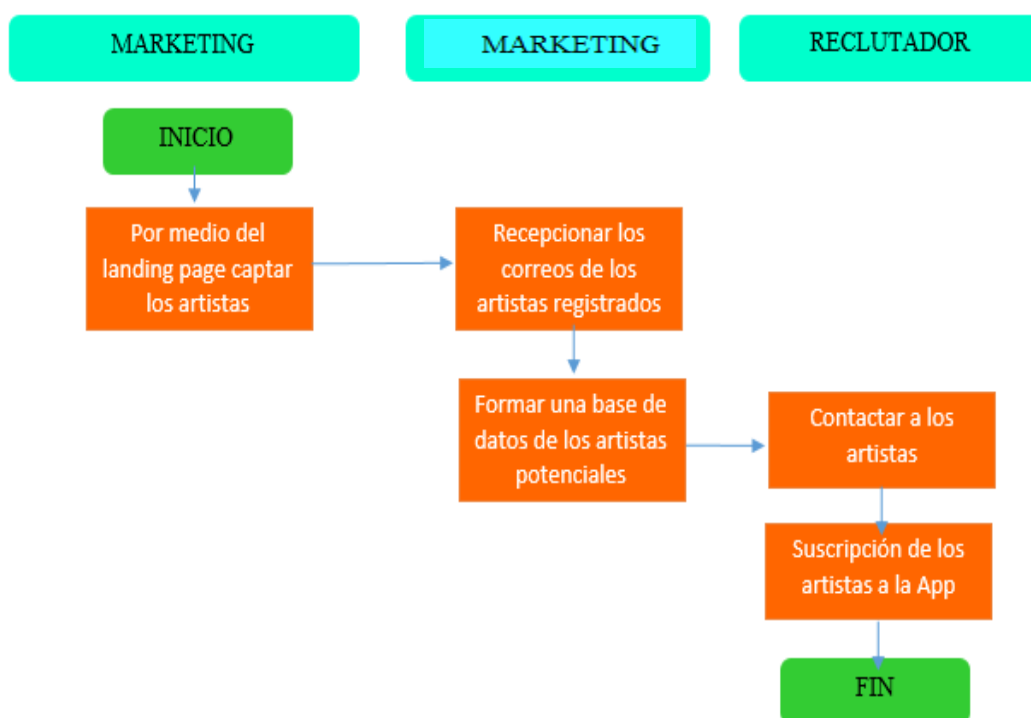 MARKETING
MARKETING
RECLUTADOR
INICIO
Por medio del
landing page captar
los artistas
Recepcionar los
correos de los
artistas registrados
Formar una base de
datos de los artistas
potenciales
Contactar a los
artistas
Suscripción de los
artistas a la App
FIN